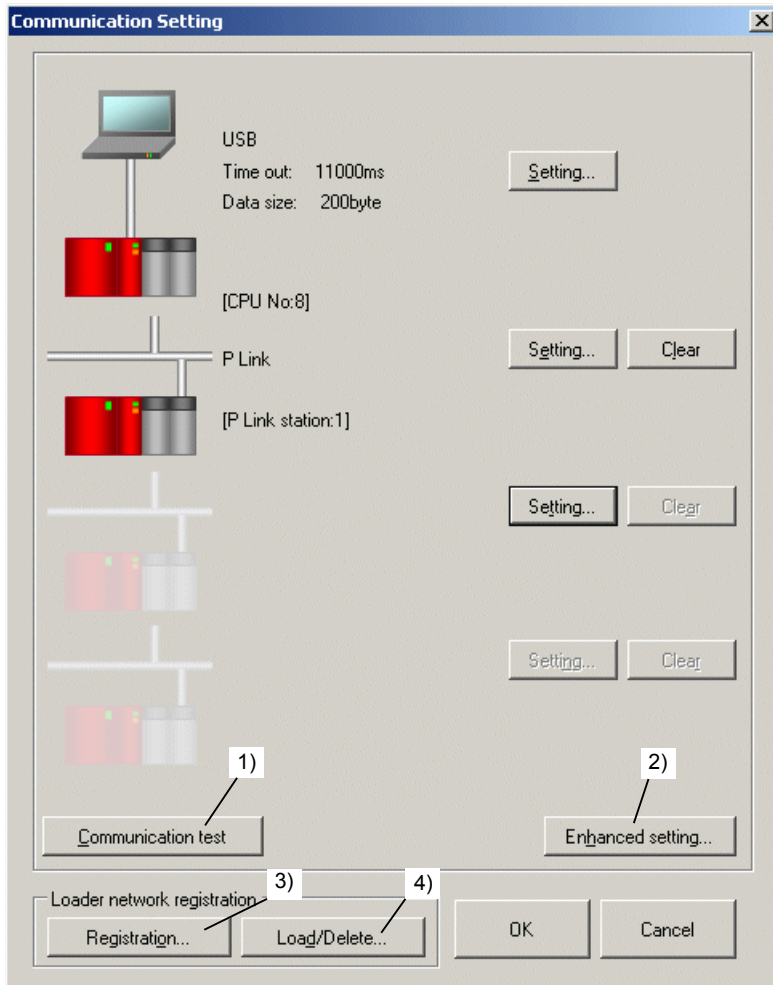 Communication Setting
USB
Time out: 11000ms
Setting...
Data size: 200byte
[CPU No:8]
P Link
Setting...
Clear
[P Link station:1]
Setting...
Clear
Setting...
Clear
1)
2)
Communication test
Enhanced setting...
3)
4)
Loader network registration
Registration...
Load/Delete...
OK
Cancel